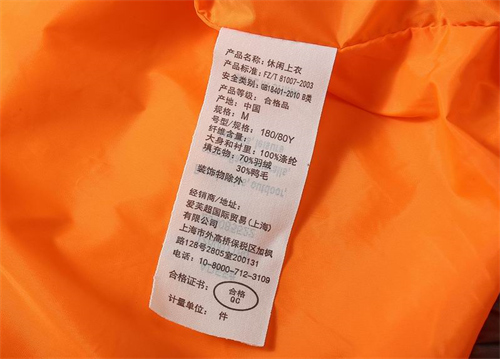 产品名称: 休闲上衣
产品标准: FZ/T 81007-2003
安全类别: GB18401-2010 B类
产品等级: 合格品
产地: 中国
规格: M
号型/规格: 180/80Y
纤维含量:
大身和衬里: 100%涤纶
填充物: 70%羽绒
30%鸭毛
装饰物除外
经销商/地址:
爱芙超国际贸易(上海)
有限公司
上海市外高桥保税区加枫
路128号2805室200131
电话: 10-8000-712-3109
合格证书: 合格
QC
计量单位: 件